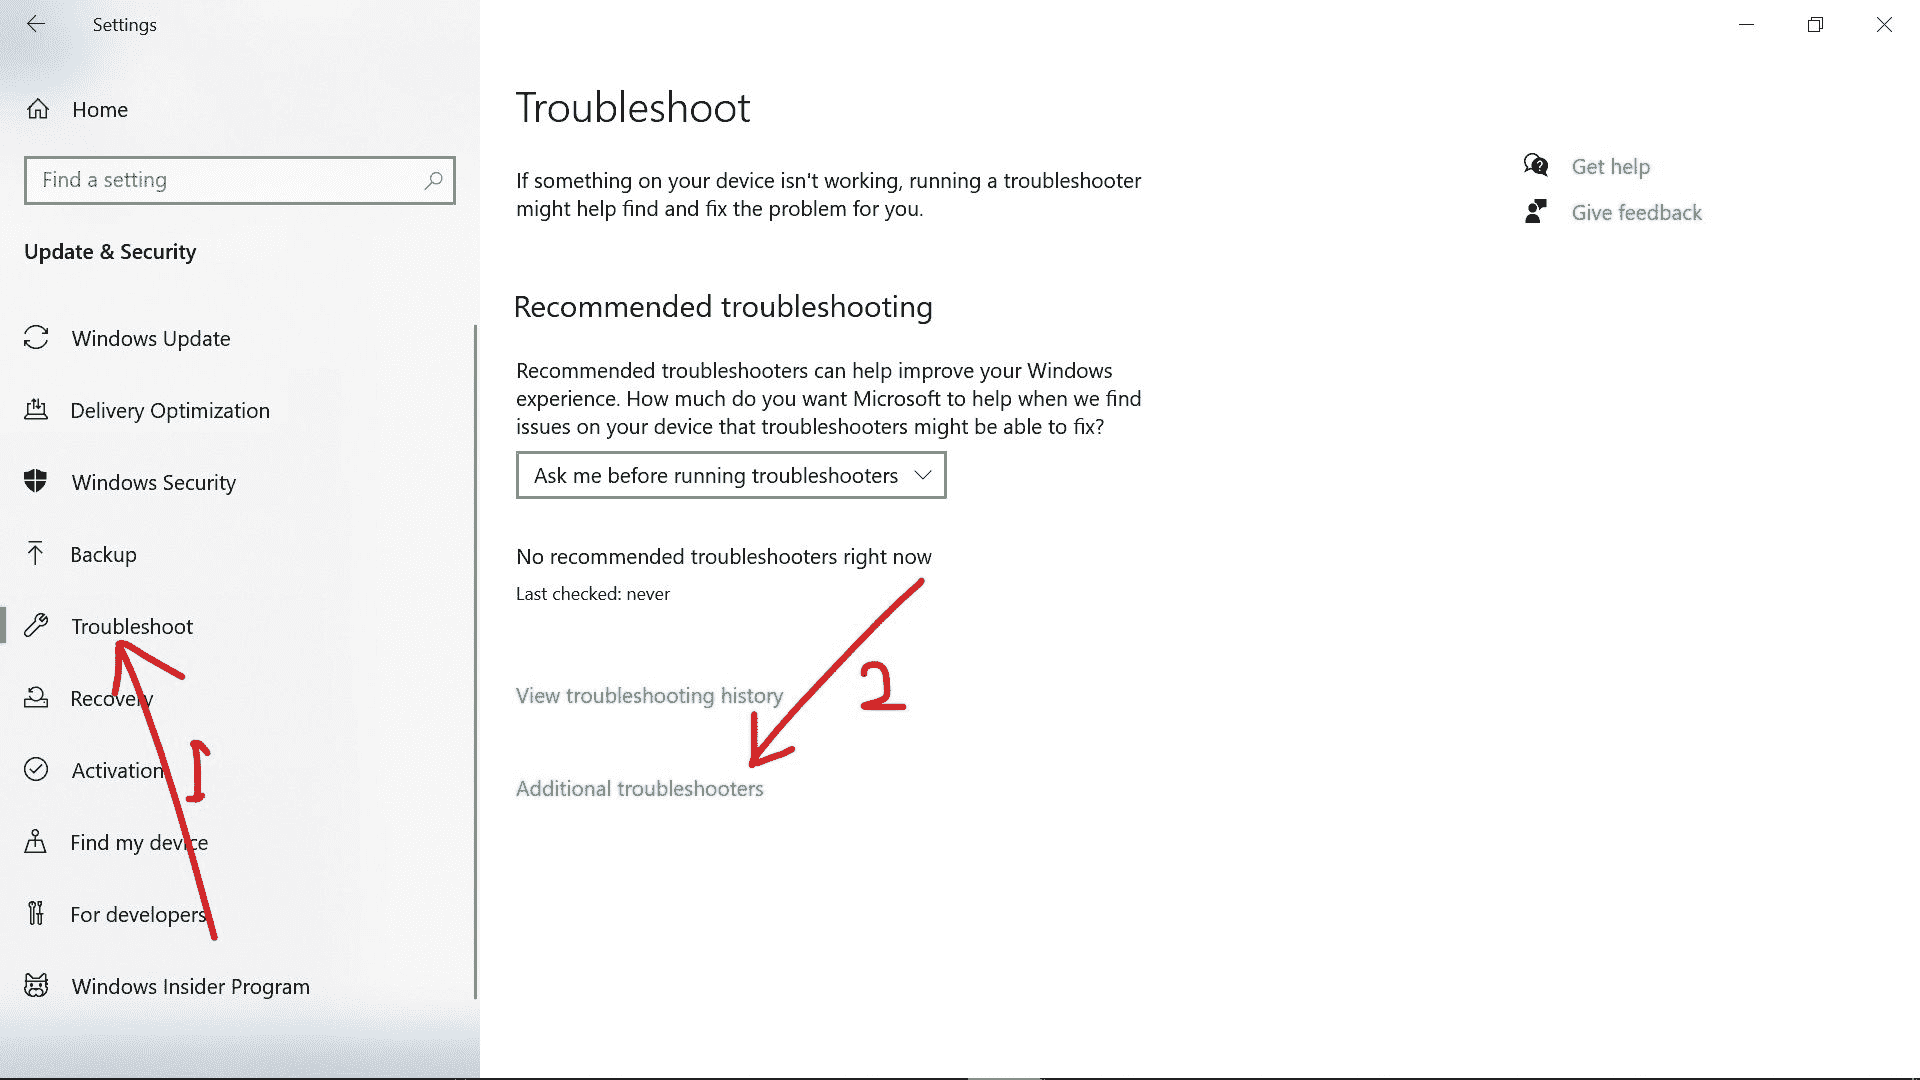 Settings
Home
Find a setting
Update & Security
Windows Update
Delivery Optimization
Windows Security
Backup
Troubleshoot
Recovery
Activation
Find my device
For developers
Windows Insider Program
1
Troubleshoot
If something on your device isn't working, running a troubleshooter
might help find and fix the problem for you.
Recommended troubleshooting
Recommended troubleshooters can help improve your Windows
experience. How much do you want Microsoft to help when we find
issues on your device that troubleshooters might be able to fix?
Ask me before running troubleshooters
No recommended troubleshooters right now
Last checked: never
View troubleshooting history
2
Additional troubleshooters
Get help
Give feedback